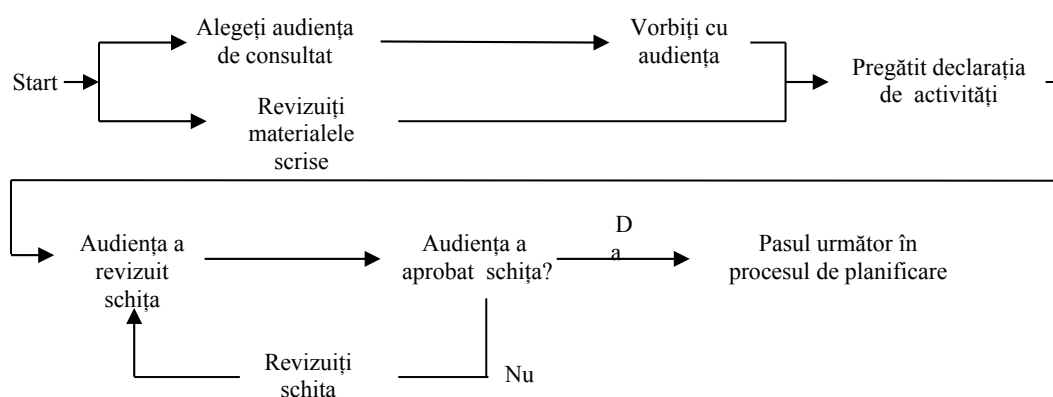 Alegeți audiența
de consultat
Vorbiți cu
audiența
Start
Pregătit declarația
de activități
Revizuiți
materialele
scrise
D
a
Audiența a
revizuit
schița
Audiența a
aprobat schița?
Pasul următor în
procesul de planificare
Revizuiți
schita
Nu